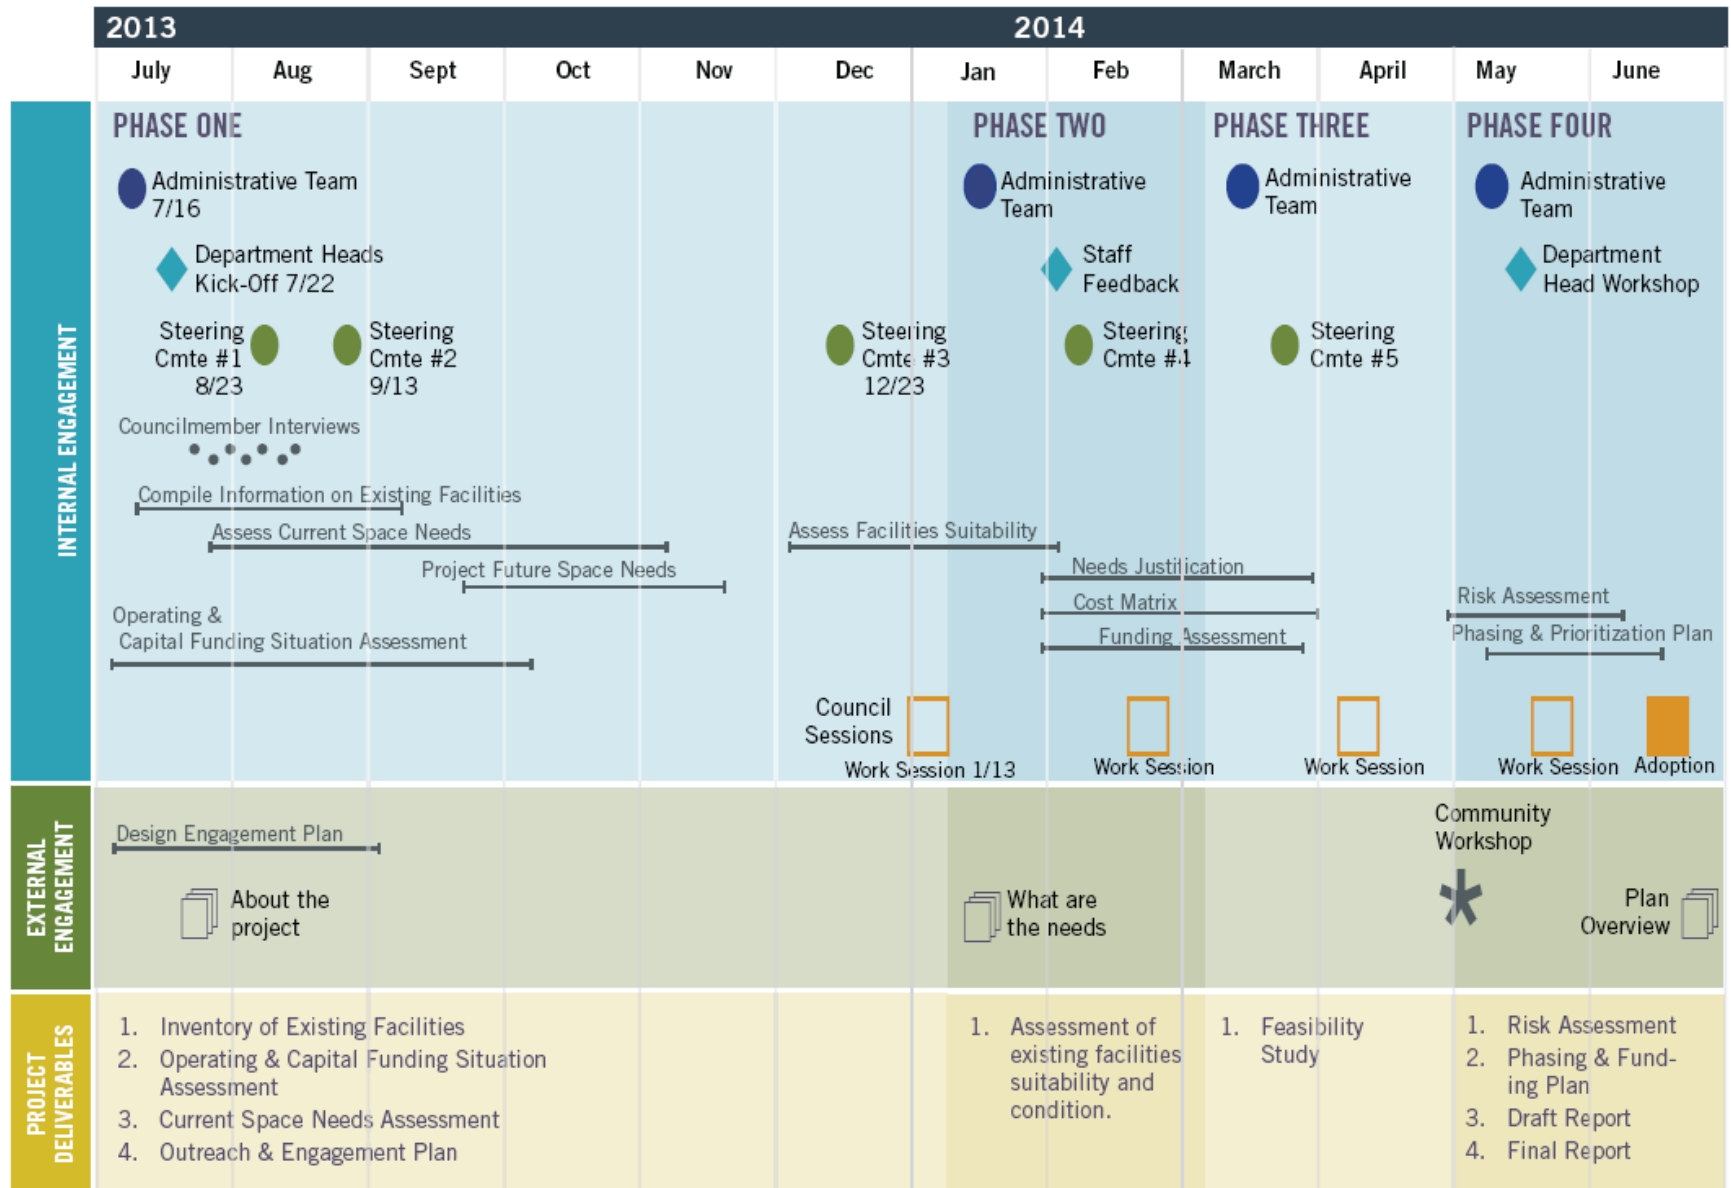 2013
2014
July
Aug
Sept
Oct
Nov
Dec
Jan
Feb
March
April
May
June
INTERNAL ENGAGEMENT
PHASE ONE
PHASE TWO
PHASE THREE
PHASE FOUR
Administrative Team
7/16
Administrative
Team
Administrative
Team
Administrative
Team
Department Heads
Kick-Off 7/22
Staff
Feedback
Department
Head Workshop
Steering
Cmte #1
8/23
Steering
Cmte #2
9/13
Steering
Cmte #3
12/23
Steering
Cmte #4
Steering
Cmte #5
Councilmember Interviews
Compile Information on Existing Facilities
Assess Current Space Needs
Assess Facilities Suitability
Project Future Space Needs
Needs Justification
Cost Matrix
Risk Assessment
Operating &
Capital Funding Situation Assessment
Funding Assessment
Phasing & Prioritization Plan
Council
Sessions
Work Session 1/13
Work Session
Work Session
Work Session
Adoption
EXTERNAL
ENGAGEMENT
Design Engagement Plan
Community
Workshop
About the
project
What are
the needs
Plan
Overview
PROJECT
DELIVERABLES
1. Inventory of Existing Facilities
2. Operating & Capital Funding Situation
Assessment
3. Current Space Needs Assessment
4. Outreach & Engagement Plan
1. Assessment of
existing facilities
suitability and
condition.
1. Feasibility
Study
1. Risk Assessment
2. Phasing & Fund-
ing Plan
3. Draft Report
4. Final Report